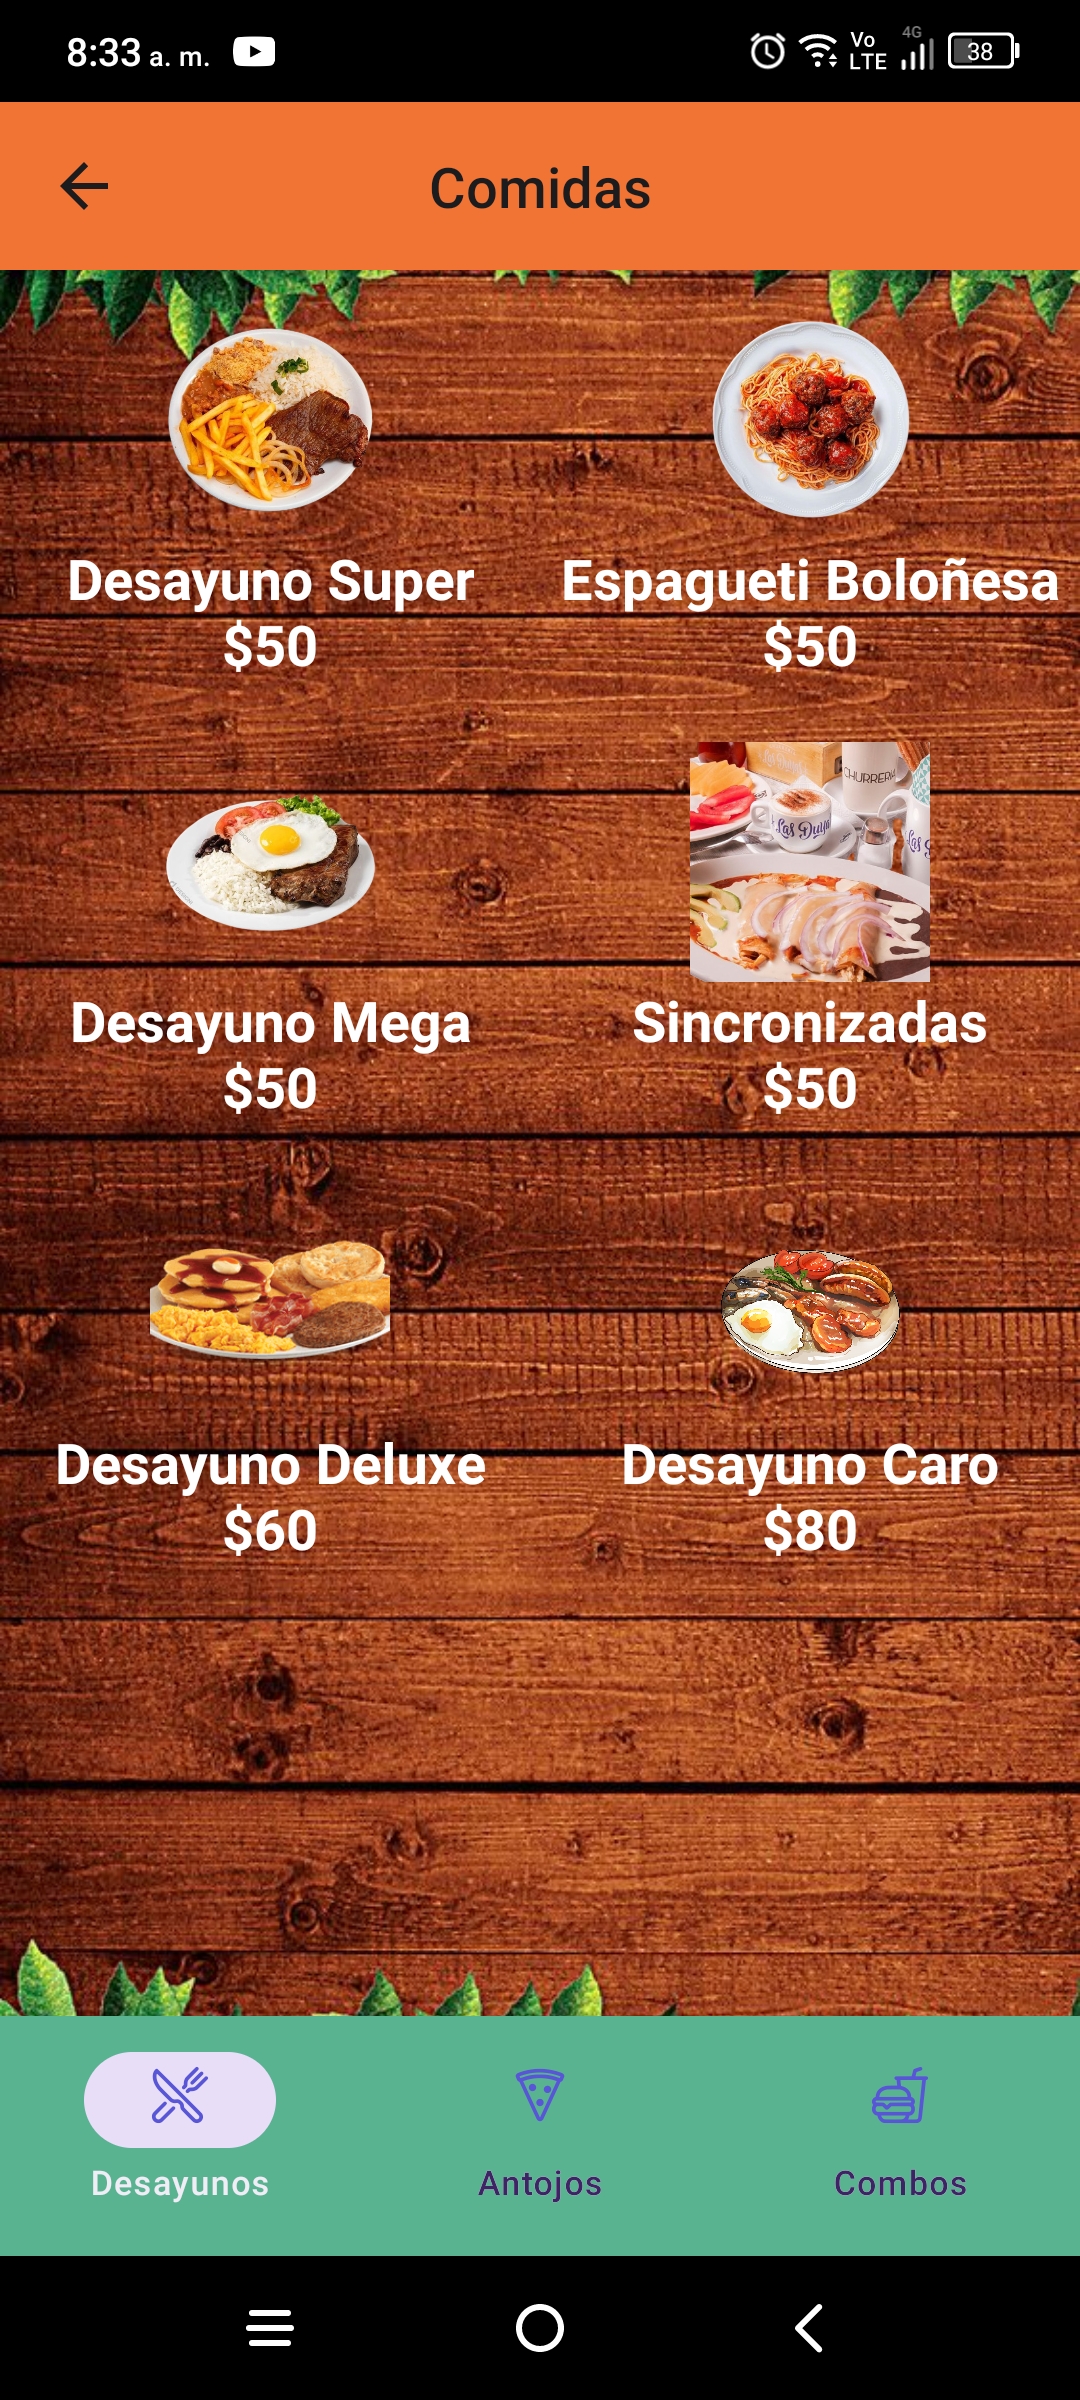 8:33 a. m.
Vo
LTE
4G
38
Comidas
Desayuno Super
$50
Espagueti Boloñesa
$50
CHURRERIA
Desayuno Mega
$50
Sincronizadas
$50
Desayuno Deluxe
$60
Desayuno Caro
$80
Desayunos
Antojos
Combos